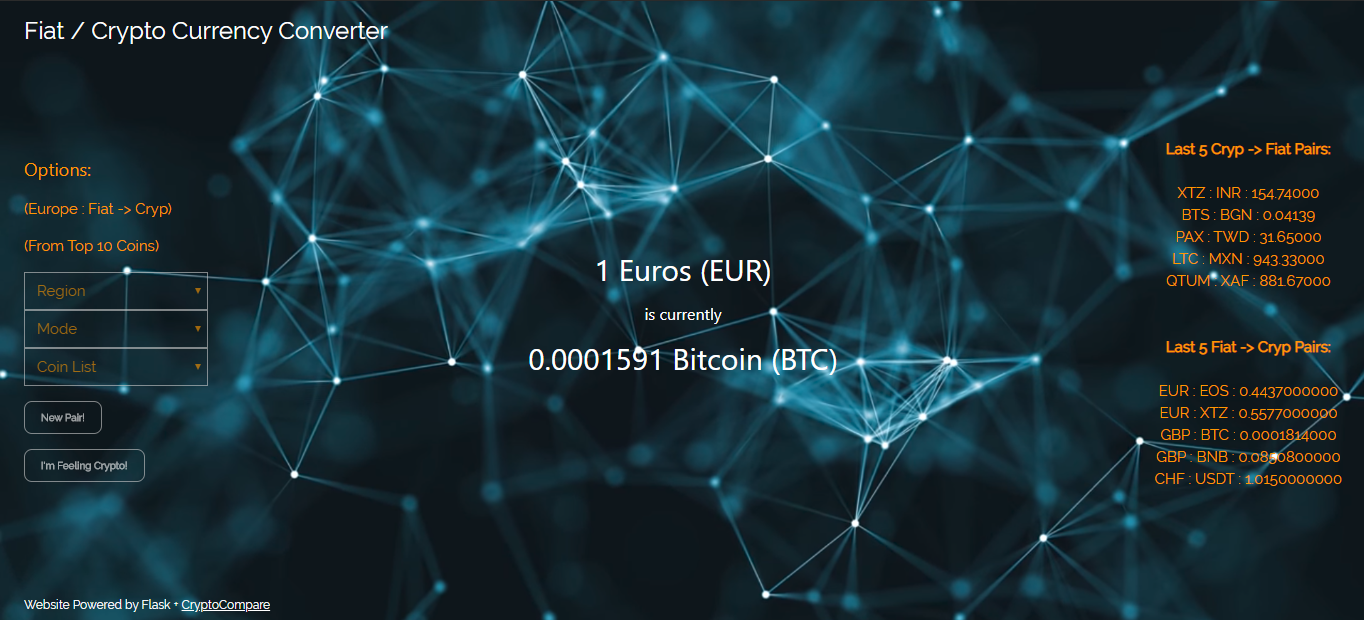 Fiat / Crypto Currency Converter
Options:
(Europe : Fiat -> Cryp)
(From Top 10 Coins)
Region
Mode
Coin List
New Pair!
I'm Feeling Crypto!
1 Euros (EUR)
is currently
0.0001591 Bitcoin (BTC)
Last 5 Cryp -> Fiat Pairs:
XTZ : INR : 154.74000
BTS : BGN : 0.04139
PAX : TWD : 31.65000
LTC : MXN : 943.33000
QTUM : XAF : 881.67000
Last 5 Fiat -> Cryp Pairs:
EUR : EOS : 0.4437000000
EUR : XTZ : 0.5577000000
GBP : BTC : 0.0001814000
GBP : BNB : 0.0850800000
CHF : USDT : 1.0150000000
Website Powered by Flask + CryptoCompare